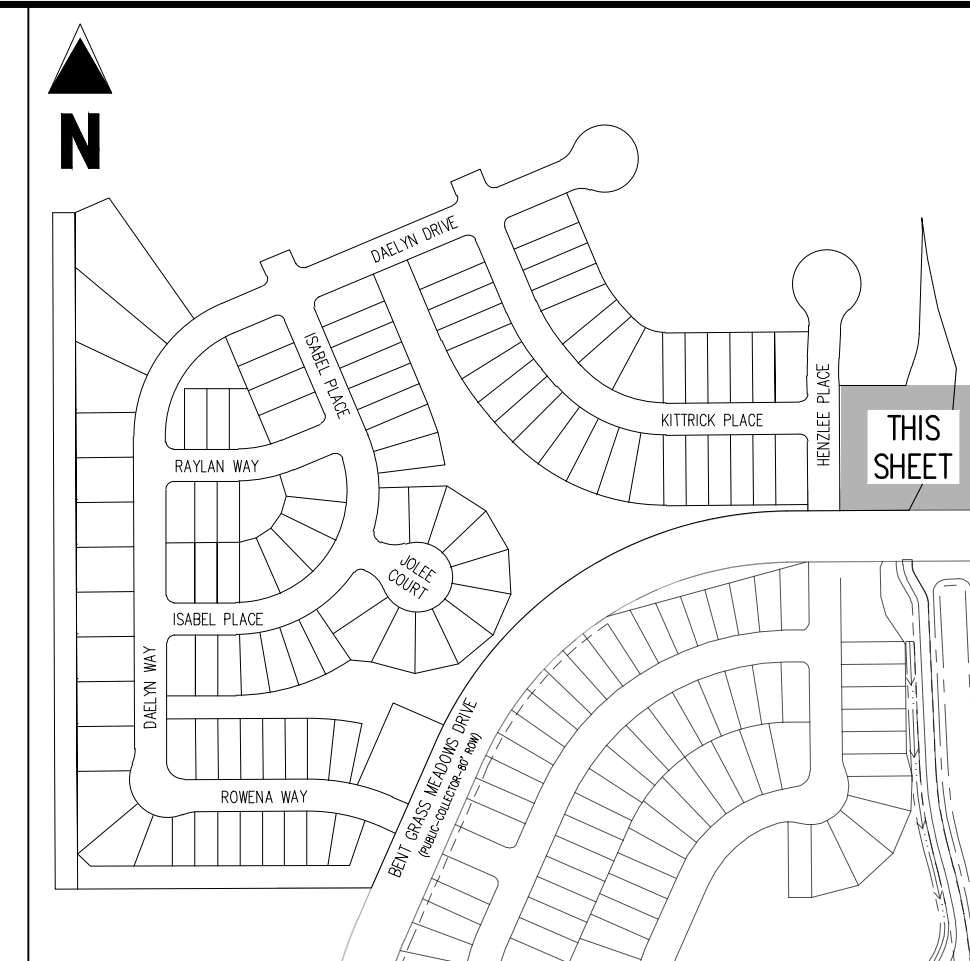 N
DAELYN DRIVE
ISABEL PLACE
HENZLEE PLACE
KITTRICK PLACE
THIS
SHEET
RAYLAN WAY
JOLEE
COURT
ISABEL PLACE
DAELYN WAY
BENT GRASS MEADOWS DRIVE
(PUBLIC-COLLECTOR-80' ROW)
ROWENA WAY